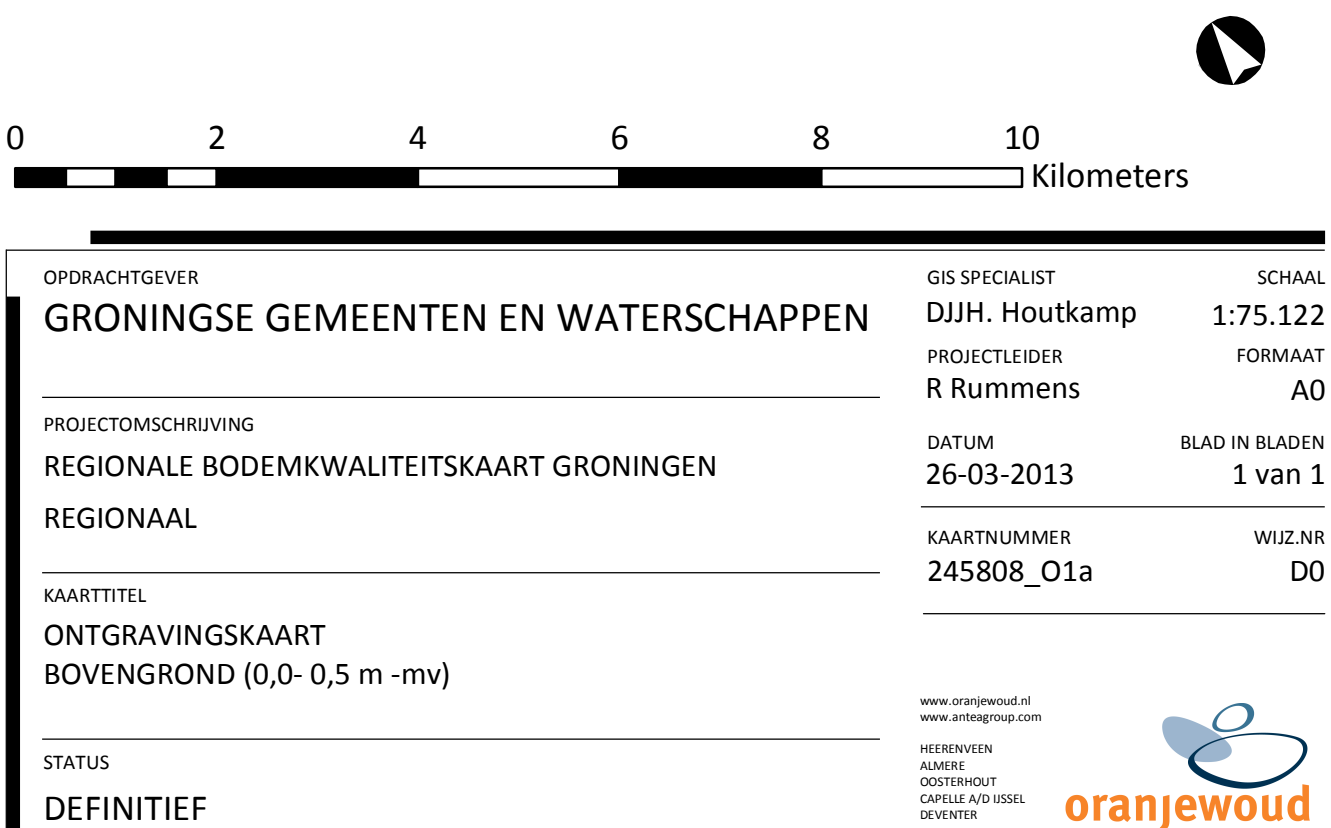 0 2 4 6 8 10
Kilometers
OPDRACHTGEVER
GRONINGSE GEMEENTEN EN WATERSCHAPPEN
PROJECTOMSCHRIJVING
REGIONALE BODEMKWALITEITSKAART GRONINGEN
REGIONAAL
KAARTTITEL
ONTGRAVINGSKAART
BOVENGROND (0,0- 0,5 m -mv)
STATUS
DEFINITIEF
GIS SPECIALIST SCHAAL
DJJH. Houtkamp 1:75.122
PROJECTLEIDER FORMAAT
R Rummens A0
DATUM BLAD IN BLADEN
26-03-2013 1 van 1
KAARTNUMMER WIJZ.NR
245808_O1a D0
www.oranjewoud.nl
www.anteagroup.com
HEERENVEEN
ALMERE
OOSTERHOUT
CAPELLE A/D IJSSEL
DEVENTER
oranjewoud